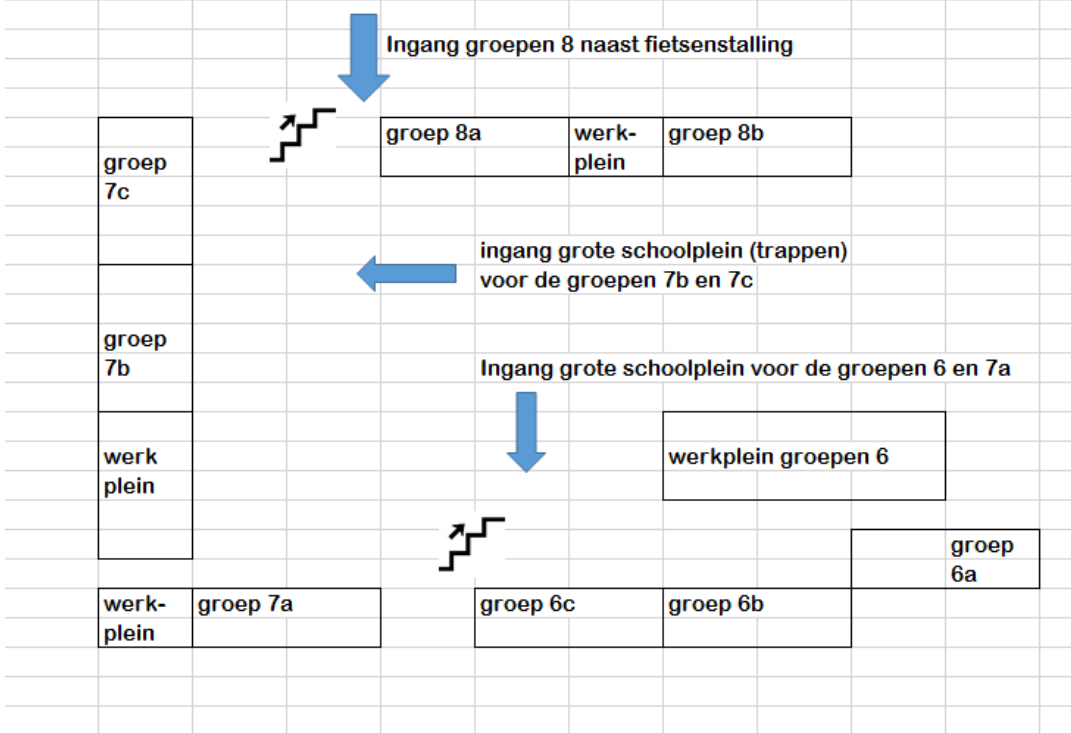 Ingang groepen 8 naast fietsenstalling
groep 8a
werk-
plein
groep 8b
groep
7c
ingang grote schoolplein (trappen)
voor de groepen 7b en 7c
groep
7b
Ingang grote schoolplein voor de groepen 6 en 7a
werk
plein
werkplein groepen 6
groep
6a
werk-
plein
groep 7a
groep 6c
groep 6b